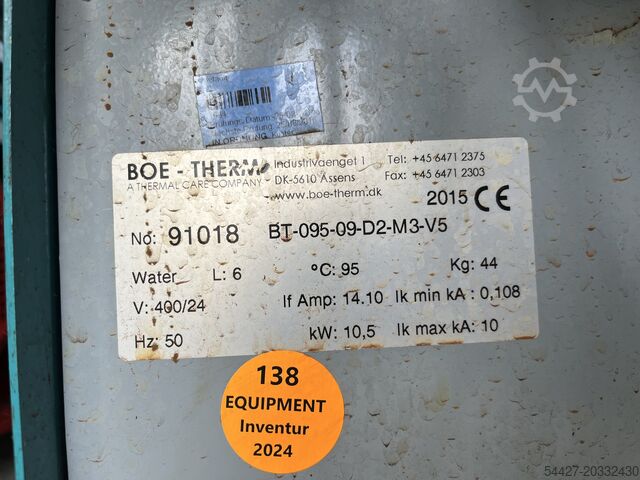 BOE - THERM
A THERMAL CARE COMPANY
Industrivaenget 1
DK-5610 Assens
www.boe-therm.dk
Tel: +45 6471 2375
Fax: +45 6471 2303
2015 CE
No: 91018 BT-095-09-D2-M3-V5
Water L: 6 °C: 95 Kg: 44
V: 400/24 If Amp: 14.10 Ik min kA : 0,108
Hz: 50 kW: 10,5 Ik max kA: 10
138
EQUIPMENT
Inventur
2024
54427-20332430